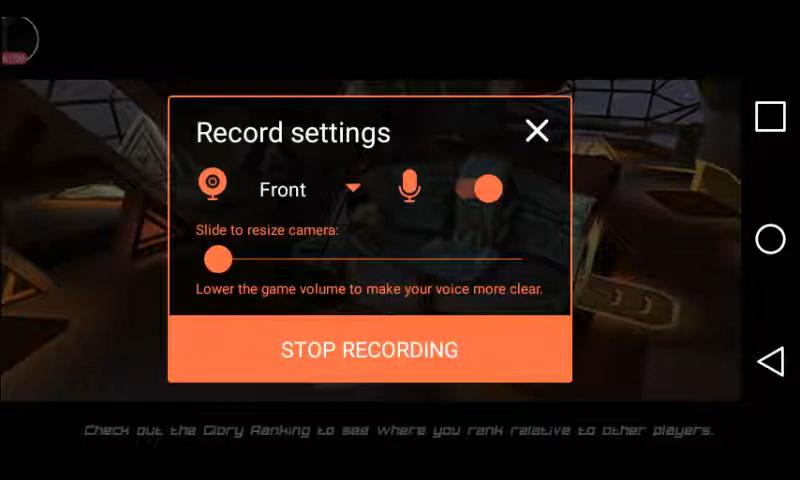 Record settings
Front
Slide to resize camera:
Lower the game volume to make your voice more clear.
STOP RECORDING
Check out the Glory Ranking to see where you rank relative to other players.